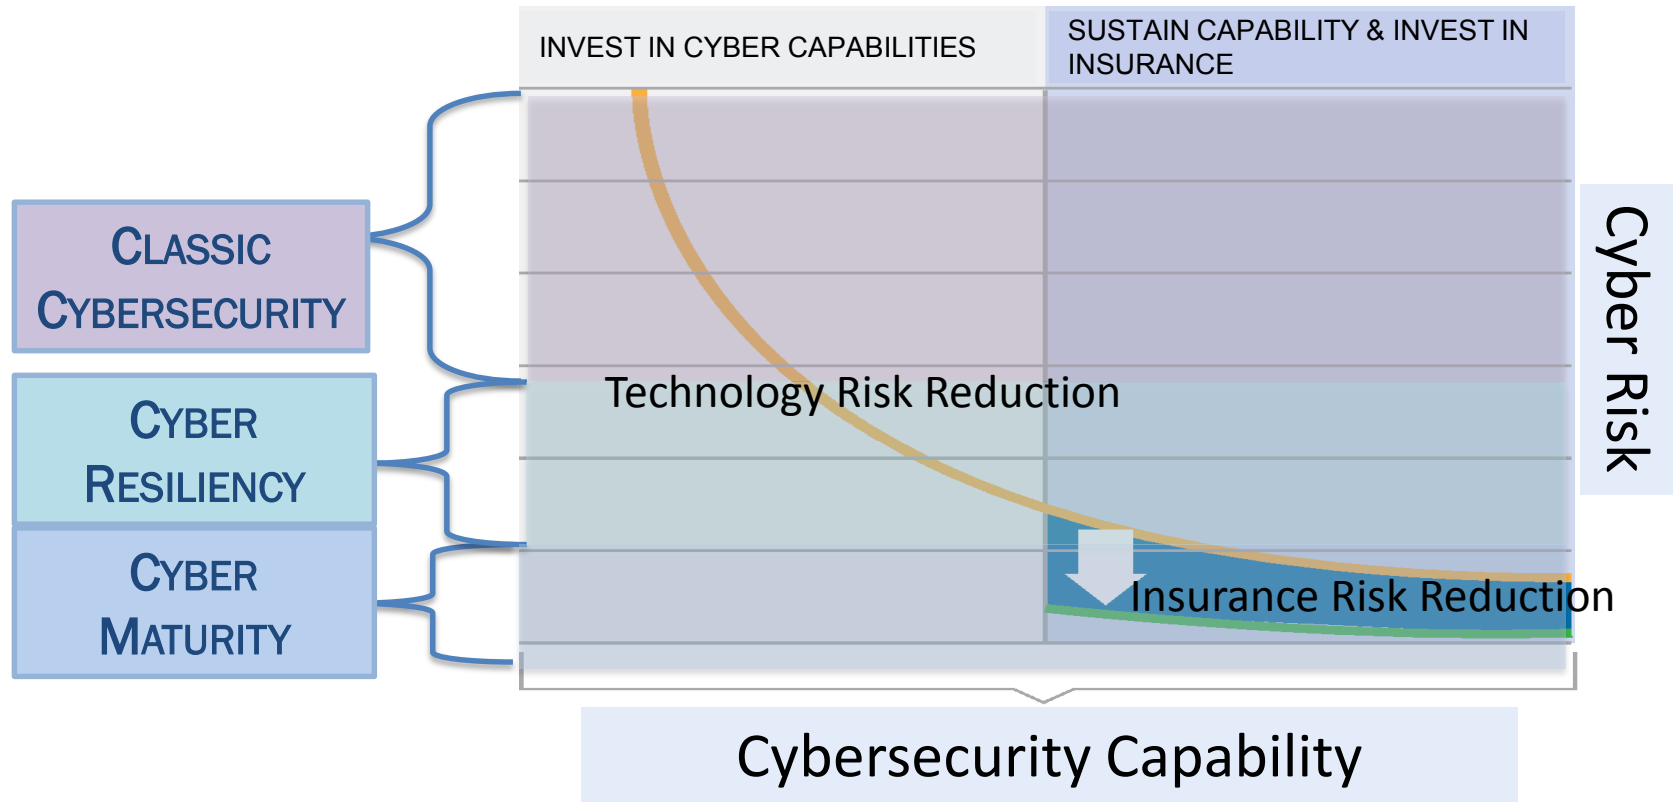 INVEST IN CYBER CAPABILITIES
SUSTAIN CAPABILITY & INVEST IN
INSURANCE
CLASSIC
CYBERSECURITY
CYBER
RESILIENCY
CYBER
MATURITY
Technology Risk Reduction
Insurance Risk Reduction
Cyber Risk
Cybersecurity Capability